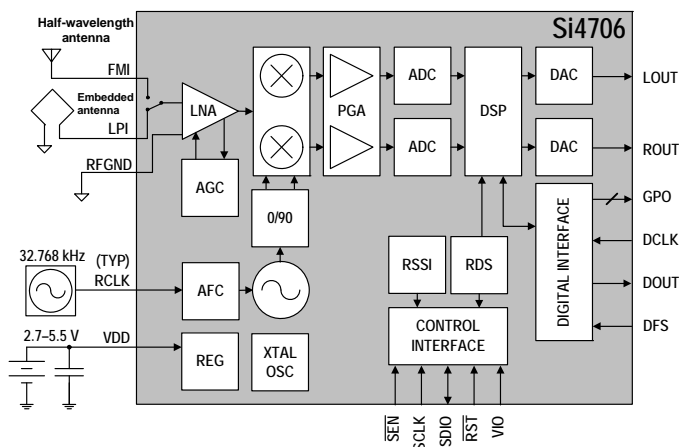 Si4706
Half-wavelength
antenna
FMI
Embedded
antenna
LPI
RFGND
LNA
AGC
0/90
PGA
ADC
ADC
DSP
DAC
DAC
LOUT
ROUT
GPO
DCLK
DOUT
DFS
DIGITAL INTERFACE
32.768 kHz (TYP)
RCLK
AFC
RSSI
RDS
2.7–5.5 V
VDD
REG
XTAL
OSC
CONTROL
INTERFACE
SEN
SCLK
SDIO
RST
VIO